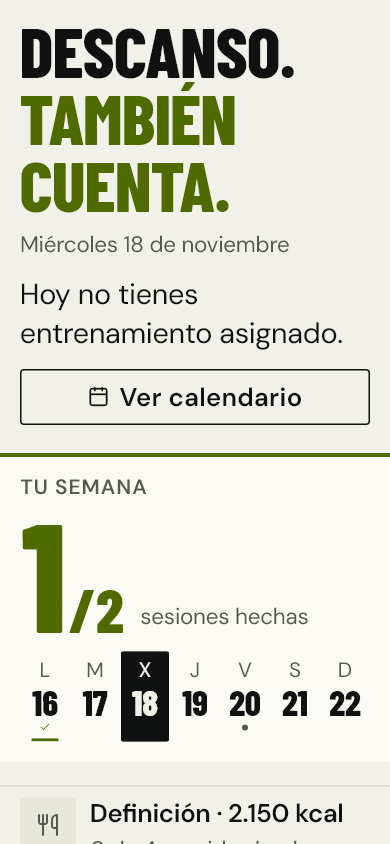 DESCANSO.
TAMBIÉN
CUENTA.
Miércoles 18 de noviembre
Hoy no tienes
entrenamiento asignado.
Ver calendario
TU SEMANA
1/2 sesiones hechas
L M X J V S D
16 17 18 19 20 21 22
Definición · 2.150 kcal